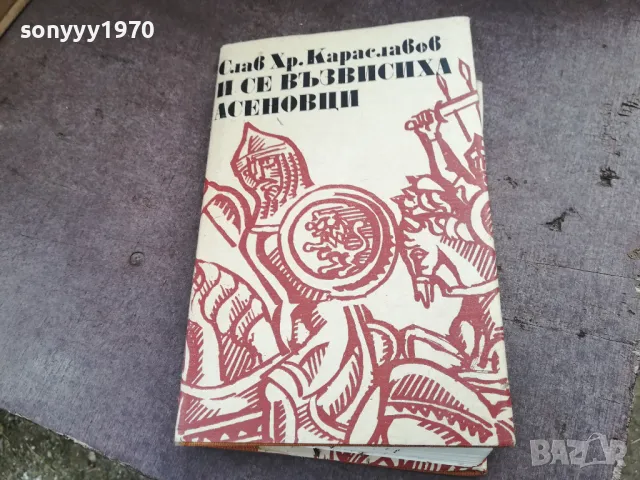 sonyyy1970
Слав Хр. Караславов
И СЕ ВЪЗВИСИХА
АСЕНОВЦИ
BAZAR